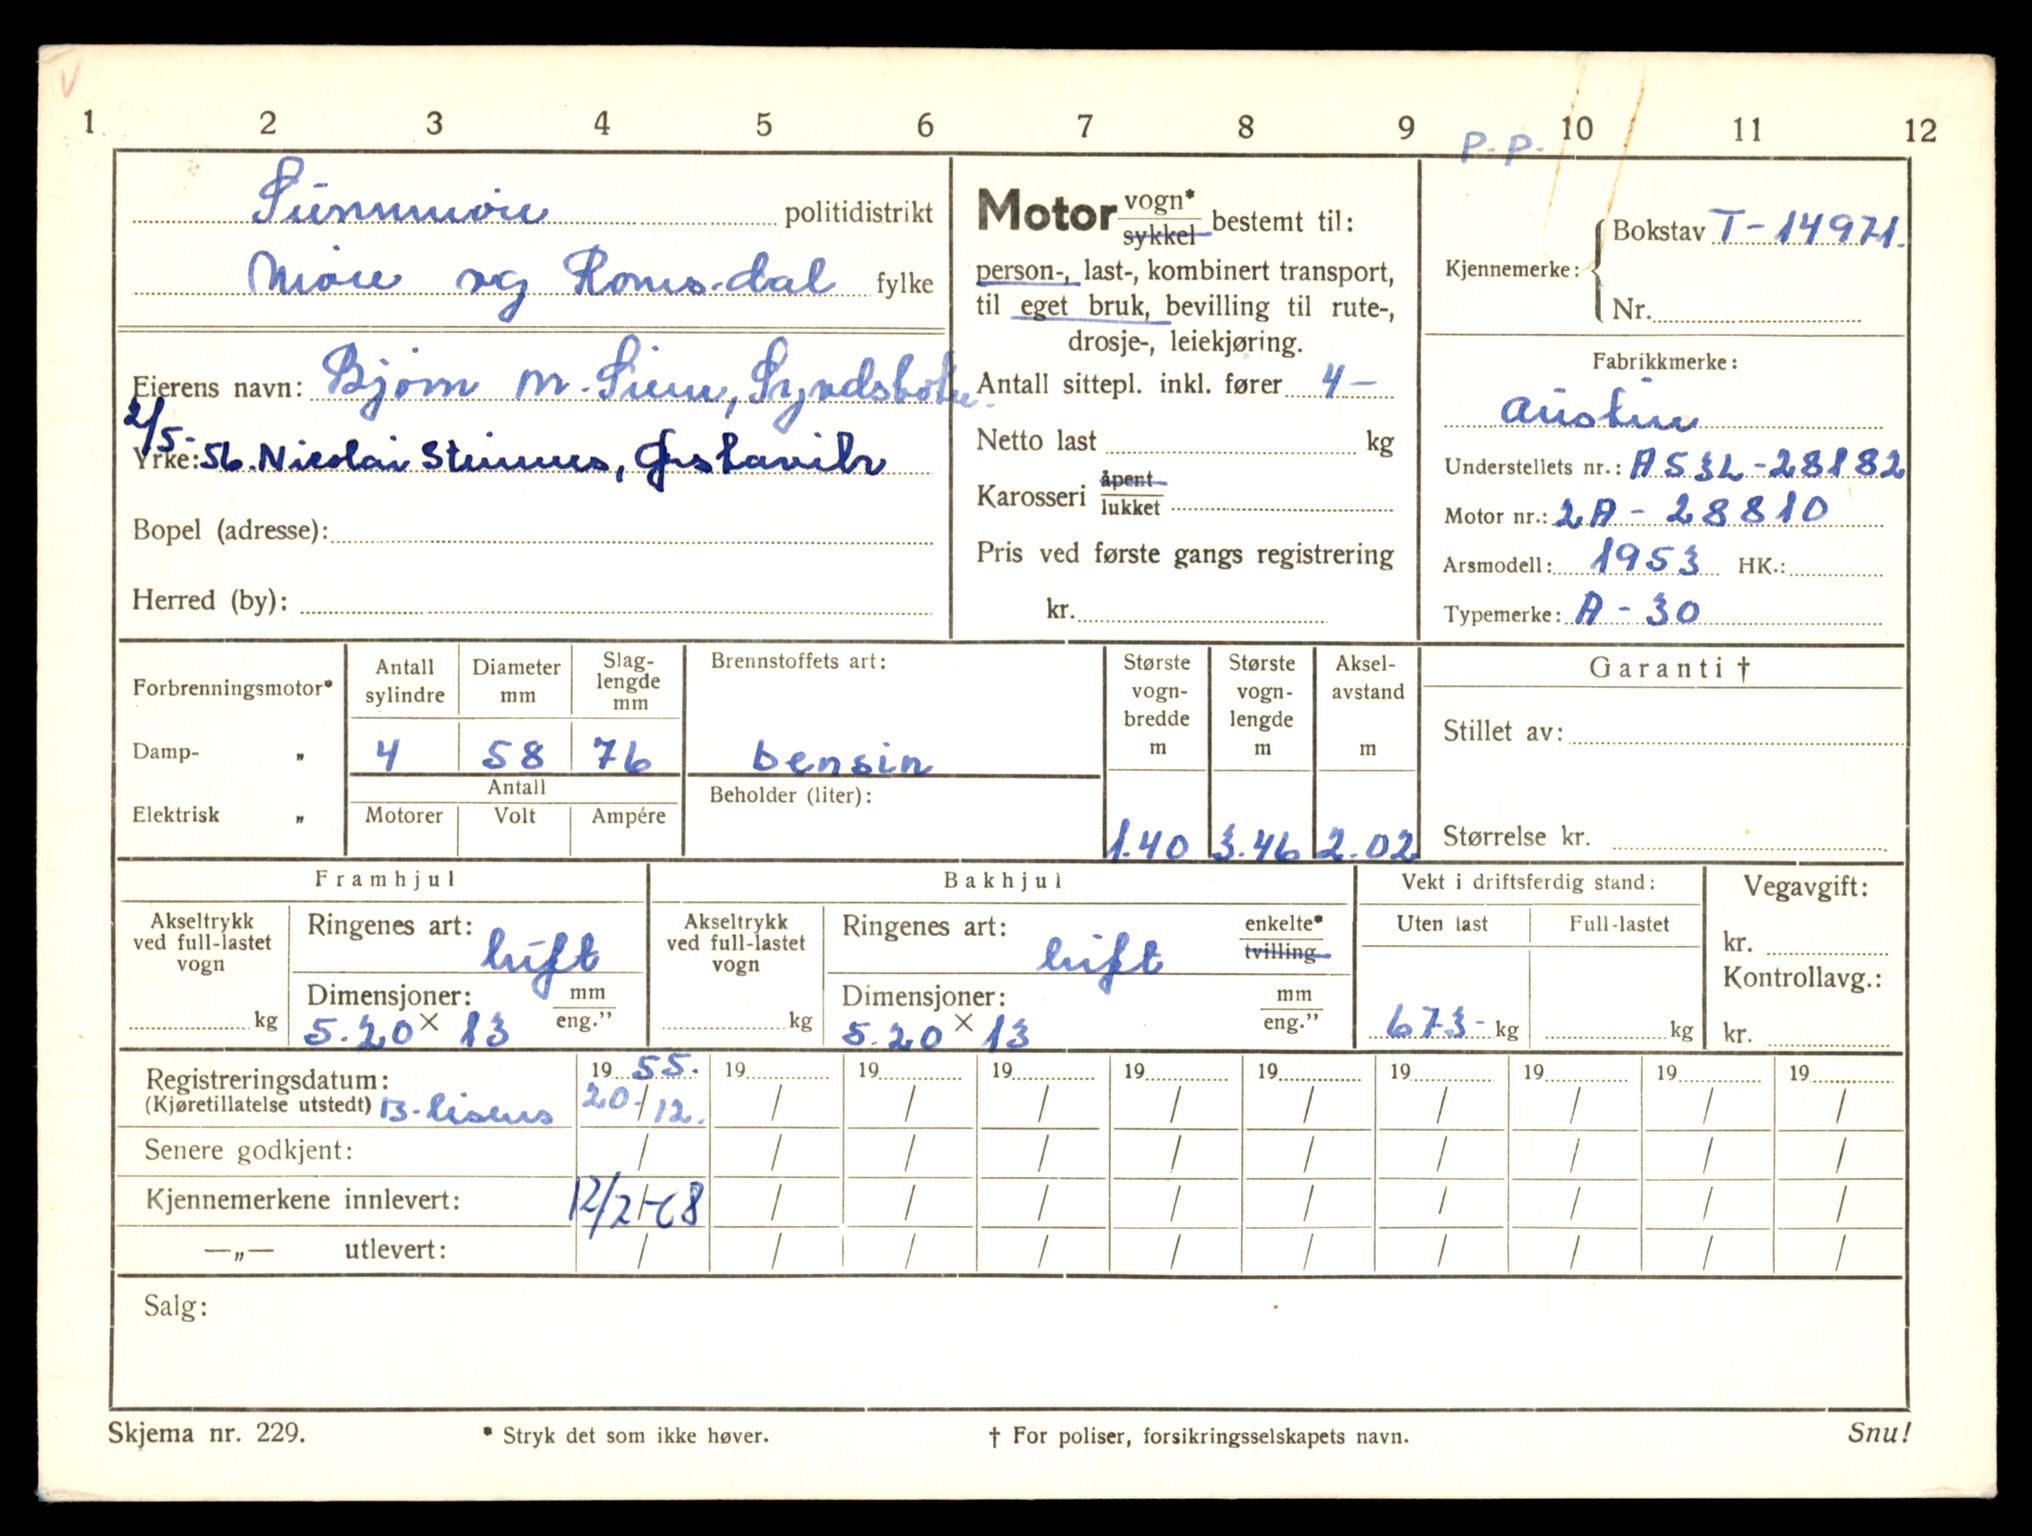 V
1 2 3 4 5 6 7 8 9 10 11 12
P. P.
Sunnmøre politidistrikt
Møre og Romsdal fylke
Eierens navn: Bjørn M.
2/5-
Yrke: 56. Nicolai Steinnes, Ørstavik
Bopel (adresse):
Herred (by):
Motor vogn* sykkel bestemt til:
person-, last-, kombinert transport,
til eget bruk, bevilling til rute-,
drosje-, leiekjøring.
Antall sittepl. inkl. fører 4 -
Netto last kg
Karosseri åpent lukket
Pris ved første gangs registrering
kr.
Kjennemerke: Bokstav T-14971.
Nr.
Fabrikkmerke:
Austin
Understellets nr.: A S 3 L - 28182
Motor nr.: 2A - 28810
Arsmodell: 1953 HK.:
Typemerke: A - 30
Forbrenningsmotor*
Damp- „
Elektrisk „
Antall sylindre
4
Diameter mm
58
Slag-lengde mm
76
Antall
Motorer Volt Ampére
Brennstoffets art:
bensin
Beholder (liter):
Største vogn-bredde m
1.40
Største vogn-lengde m
3.46
Aksel-avstand m
2.02
Garanti †
Stillet av:
Størrelse kr.
Framhjul
Akseltrykk ved full-lastet vogn
kg
Ringenes art: luft
Dimensjoner: mm eng.”
5.20 x 13
Bakhjul
Akseltrykk ved full-lastet vogn
kg
Ringenes art: luft enkelte* tvilling
Dimensjoner: mm eng.”
5.20 x 13
Vekt i driftsferdig stand:
Uten last Full-lastet
673- kg kg
Vegavgift:
kr.
Kontrollavg.:
kr.
Registreringsdatum: 19 55. 19 19 19 19 19 19 19 19 19
(Kjøretillatelse utstedt) B-lisens 20-/12. / / / / / / / / /
Senere godkjent: / / / / / / / / / /
Kjennemerkene innlevert: 12/2-68 / / / / / / / / /
—„— utlevert: / / / / / / / / / /
Salg:
Skjema nr. 229. * Stryk det som ikke høver. † For poliser, forsikringsselskapets navn. Snu!